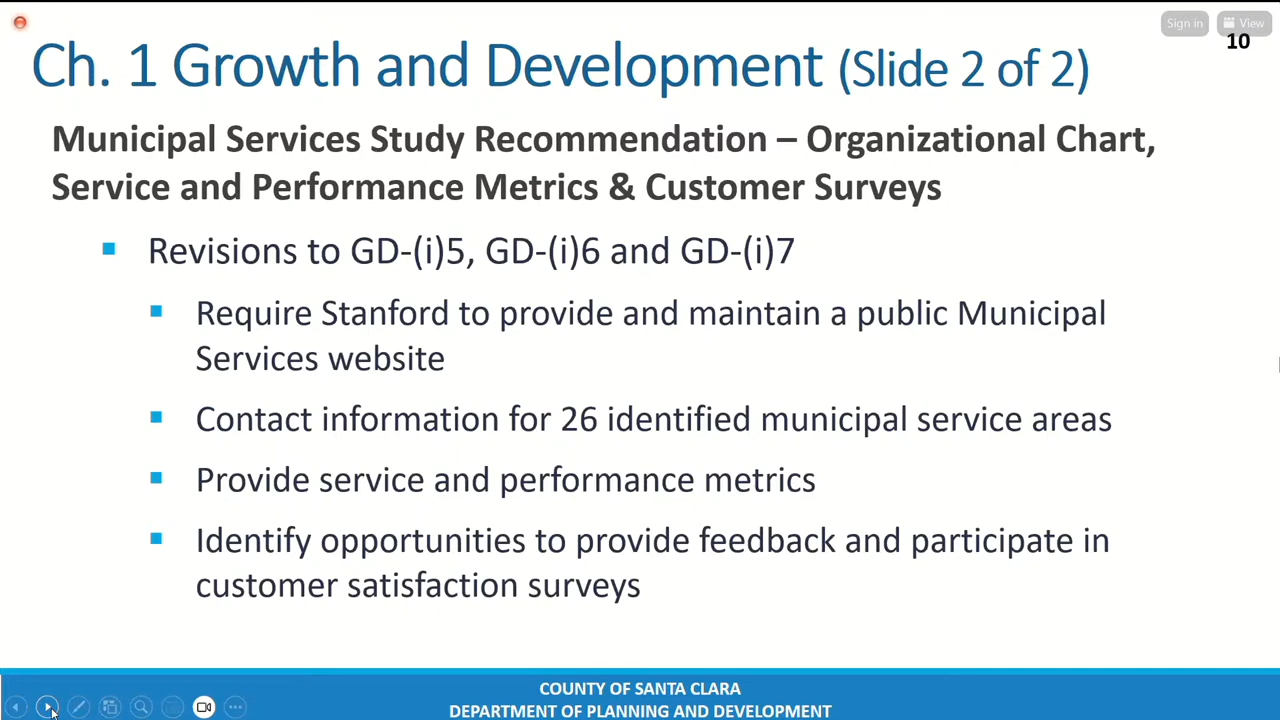 Sign in
View
10
Ch. 1 Growth and Development (Slide 2 of 2)
Municipal Services Study Recommendation – Organizational Chart,
Service and Performance Metrics & Customer Surveys
Revisions to GD-(i)5, GD-(i)6 and GD-(i)7
Require Stanford to provide and maintain a public Municipal
Services website
Contact information for 26 identified municipal service areas
Provide service and performance metrics
Identify opportunities to provide feedback and participate in
customer satisfaction surveys
COUNTY OF SANTA CLARA
DEPARTMENT OF PLANNING AND DEVELOPMENT